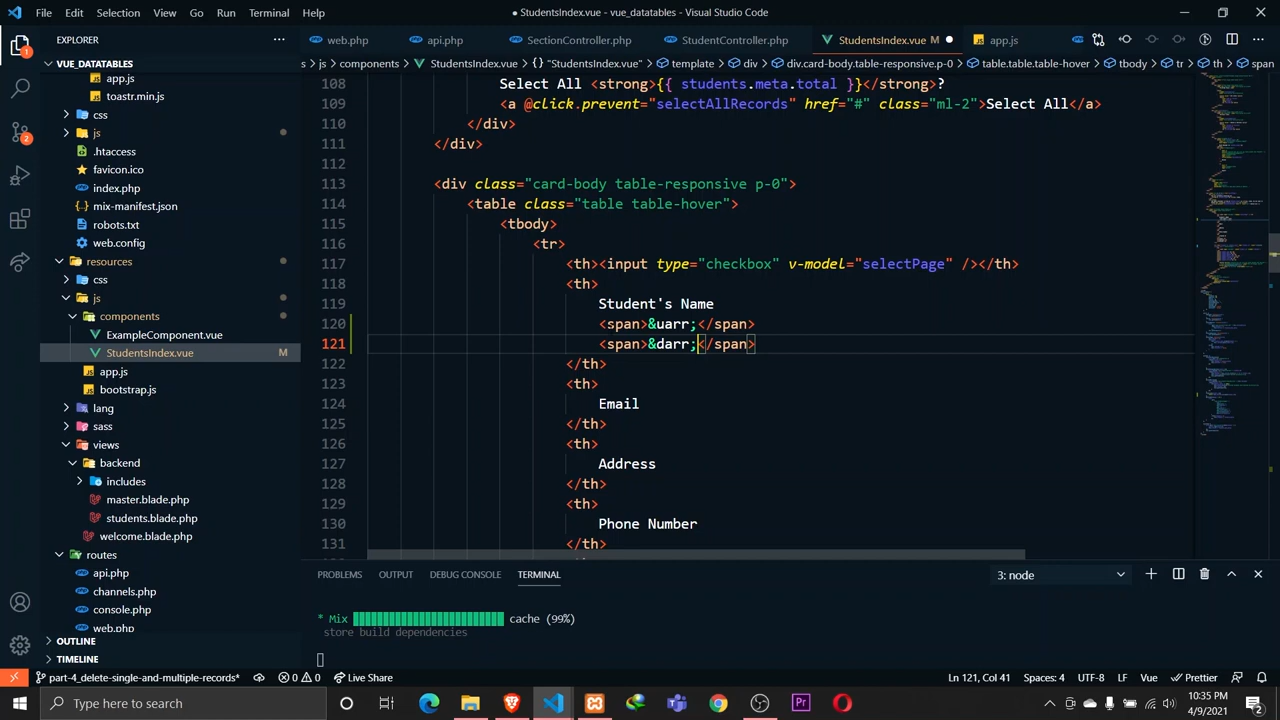 File Edit Selection View Go Run Terminal Help
● StudentsIndex.vue - vue_datatables - Visual Studio Code
EXPLORER
web.php
api.php
SectionController.php
StudentController.php
StudentsIndex.vue M
app.js
VUE_DATATABLES
s > js > components > StudentsIndex.vue > {} "StudentsIndex.vue" > template > div > div.card-body.table-responsive.p-0 > table.table.table-hover > tbody > tr > th > span
app.js
toastr.min.js
css
js
.htaccess
favicon.ico
index.php
mix-manifest.json
robots.txt
web.config
resources
css
js
components
ExampleComponent.vue
StudentsIndex.vue M
app.js
bootstrap.js
lang
sass
views
backend
includes
master.blade.php
students.blade.php
welcome.blade.php
routes
api.php
channels.php
console.php
web.php
OUTLINE
TIMELINE
108 Select All <strong>{{ students.meta.total }}</strong>
109 <a @click.prevent="selectAllRecords" href="#" class="ml-2">Select All</a>
110 </div>
111 </div>
112
113 <div class="card-body table-responsive p-0">
114 <table class="table table-hover">
115 <tbody>
116 <tr>
117 <th><input type="checkbox" v-model="selectPage" /></th>
118 <th>
119 Student's Name
120 <span>&uarr;</span>
121 <span>&darr;</span>
122 </th>
123 <th>
124 Email
125 </th>
126 <th>
127 Address
128 </th>
129 <th>
130 Phone Number
131 </th>
PROBLEMS OUTPUT DEBUG CONSOLE TERMINAL
3: node
* Mix cache (99%)
store build dependencies
part-4_delete-single-and-multiple-records*
0 0
Live Share
Ln 121, Col 41 Spaces: 4 UTF-8 LF Vue Prettier
Type here to search
10:35 PM
4/9/2021